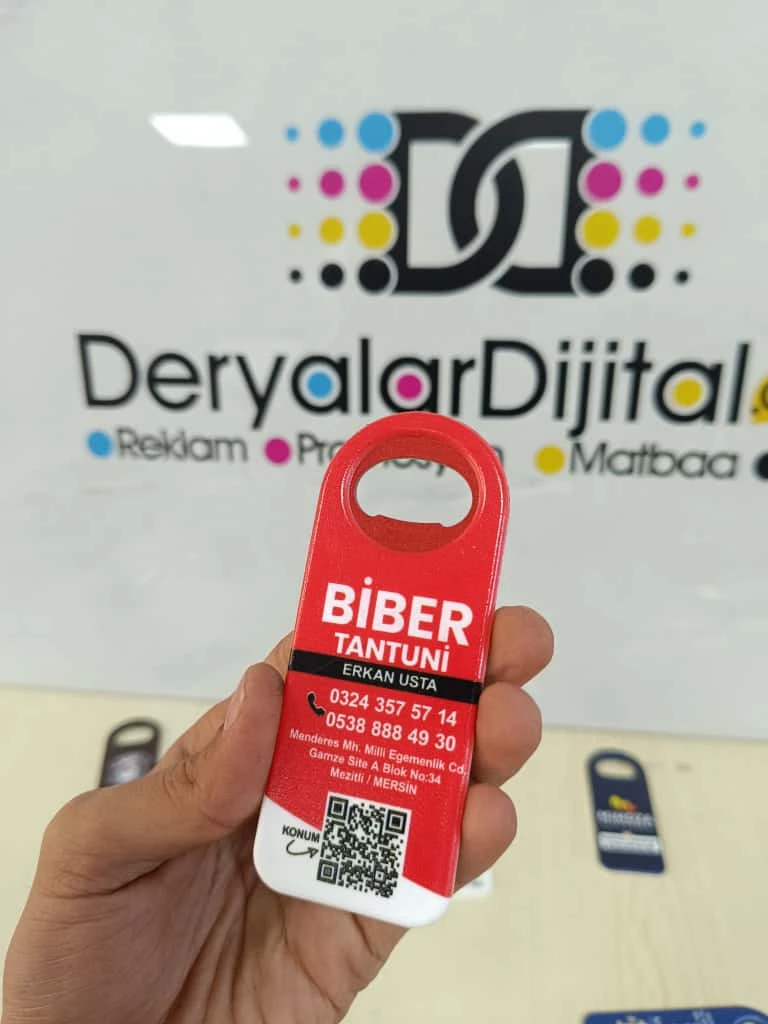 DeryalarDijital.
Reklam Matbaa
BİBER
TANTUNİ
ERKAN USTA
0324 357 57 14
0538 888 49 30
Menderes Mh. Milli Egemenlik Cd.
Gamze Site A Blok No:34
Mezitli / MERSİN
KONUM